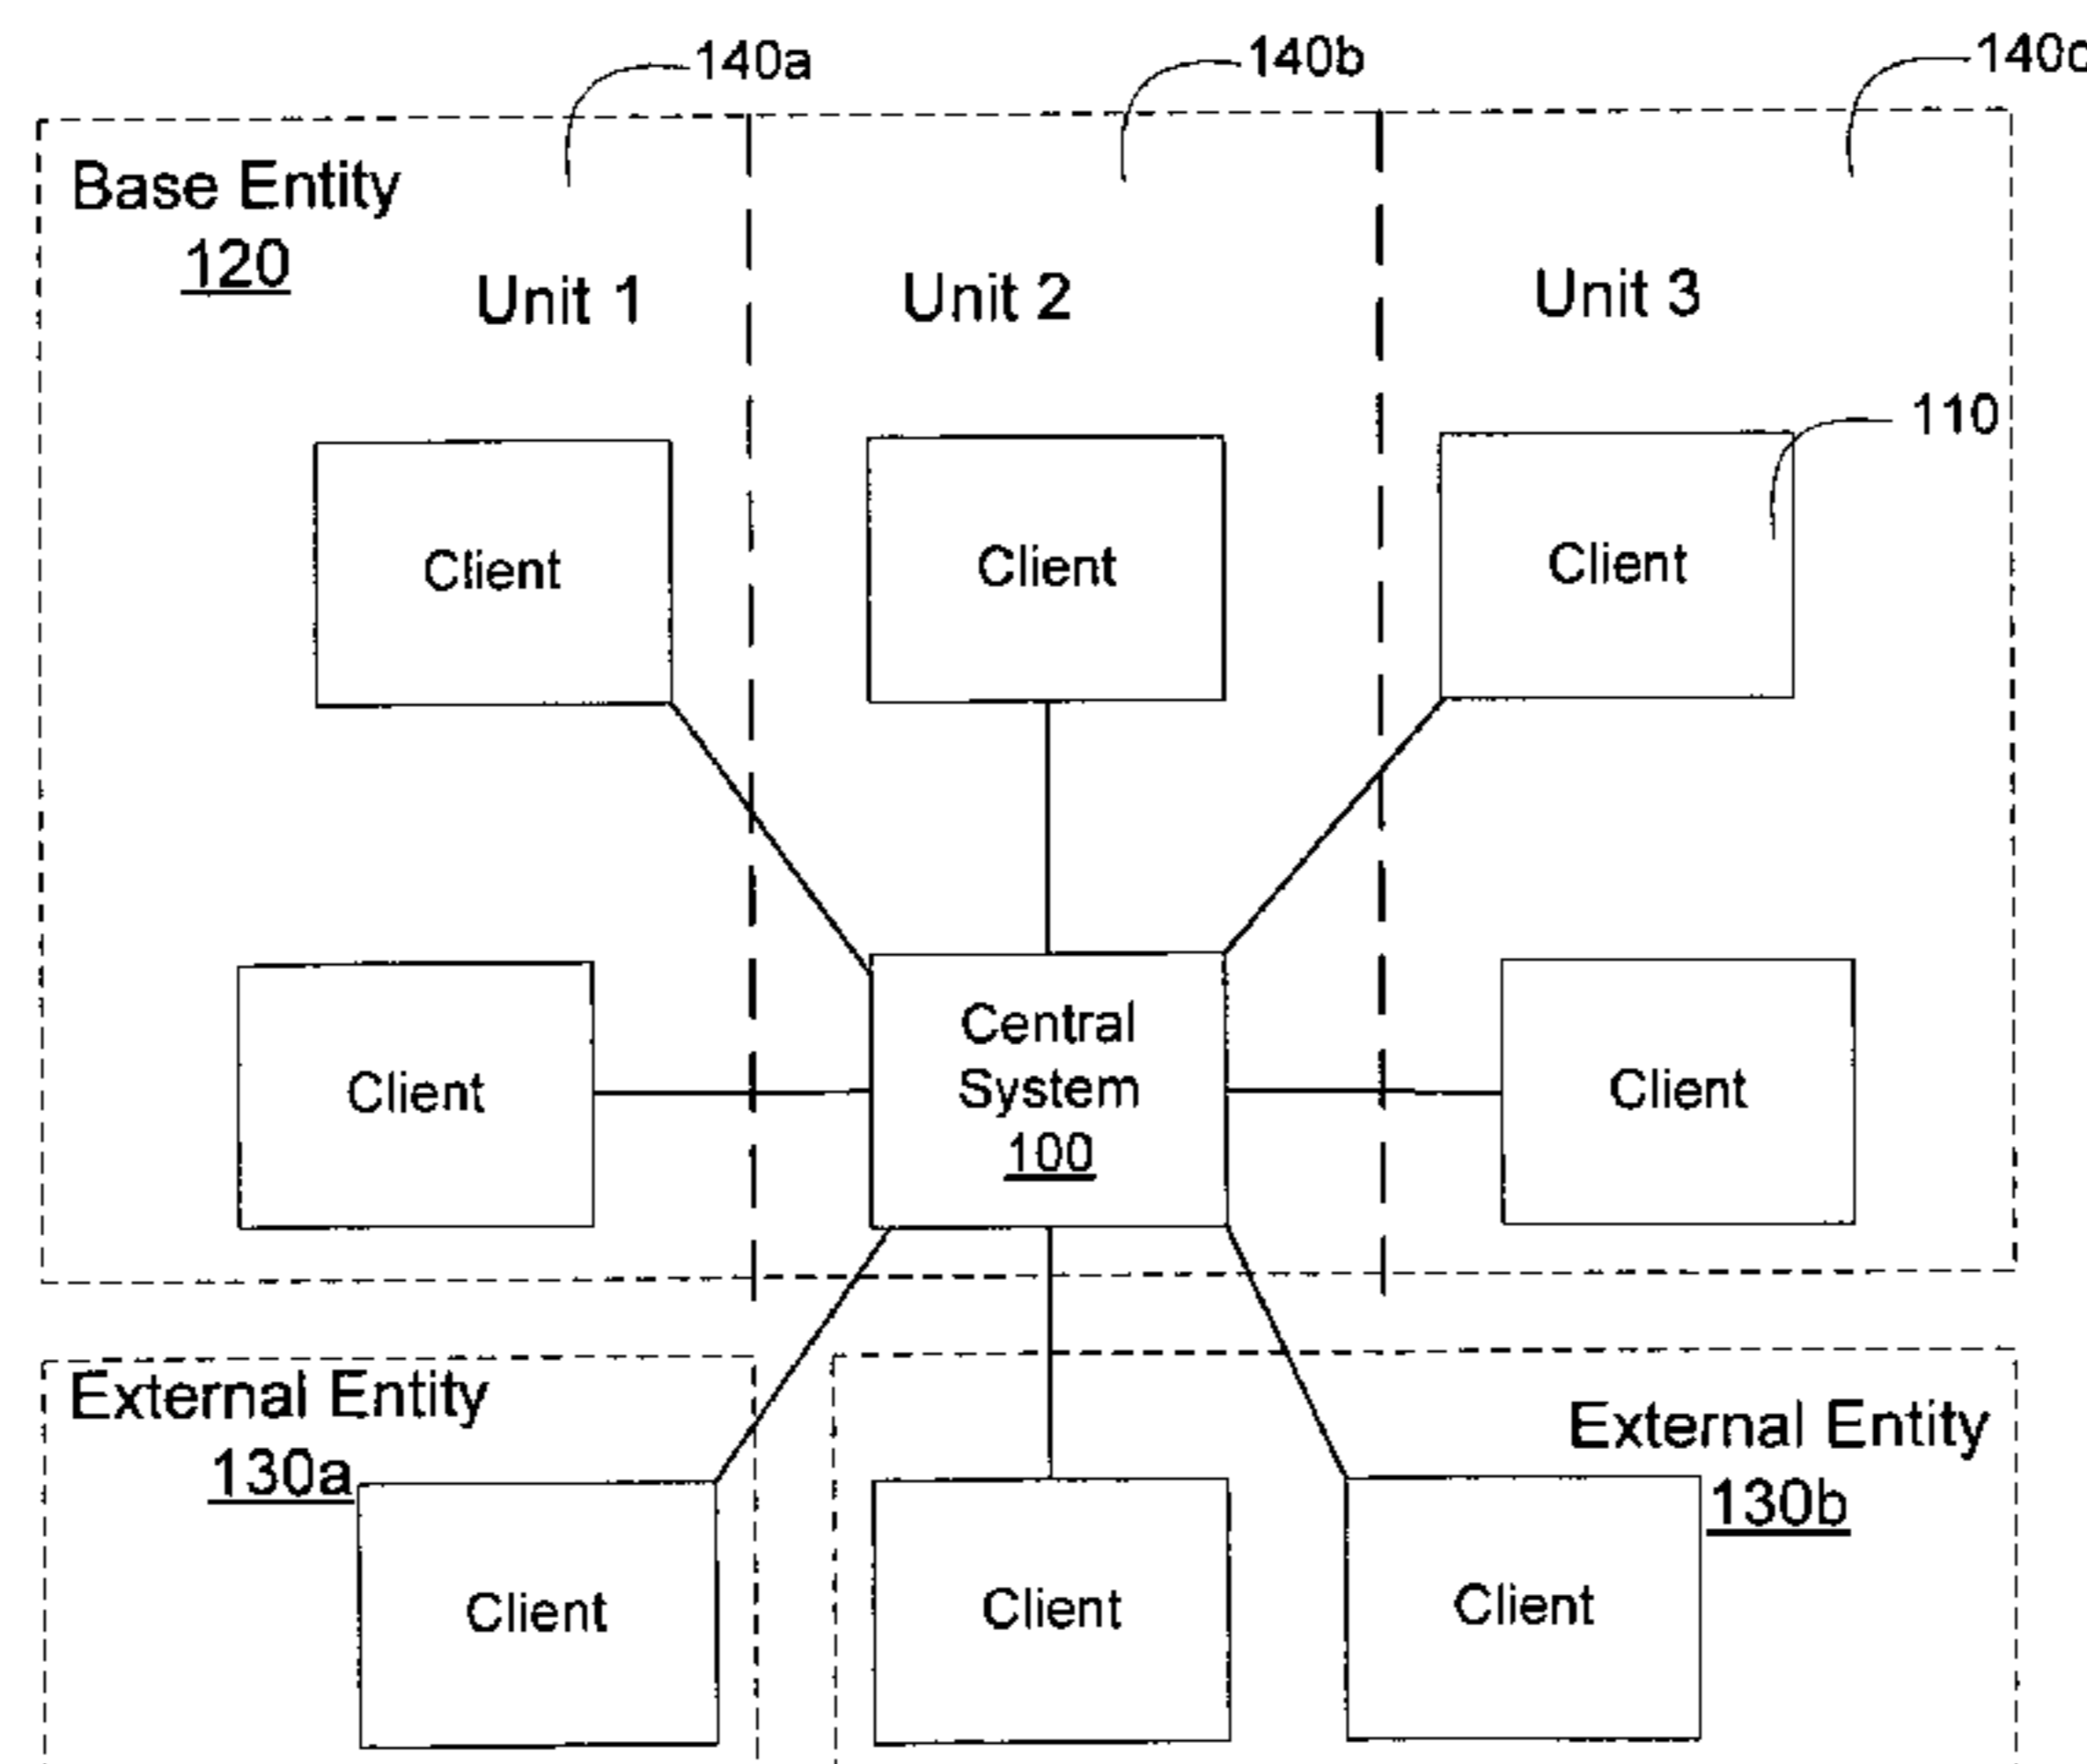 140a
140b
140c
Base Entity
120
Unit 1
Unit 2
Unit 3
110
Client
Client
Client
Client
Central
System
100
Client
External Entity
130a
External Entity
130b
Client
Client
Client